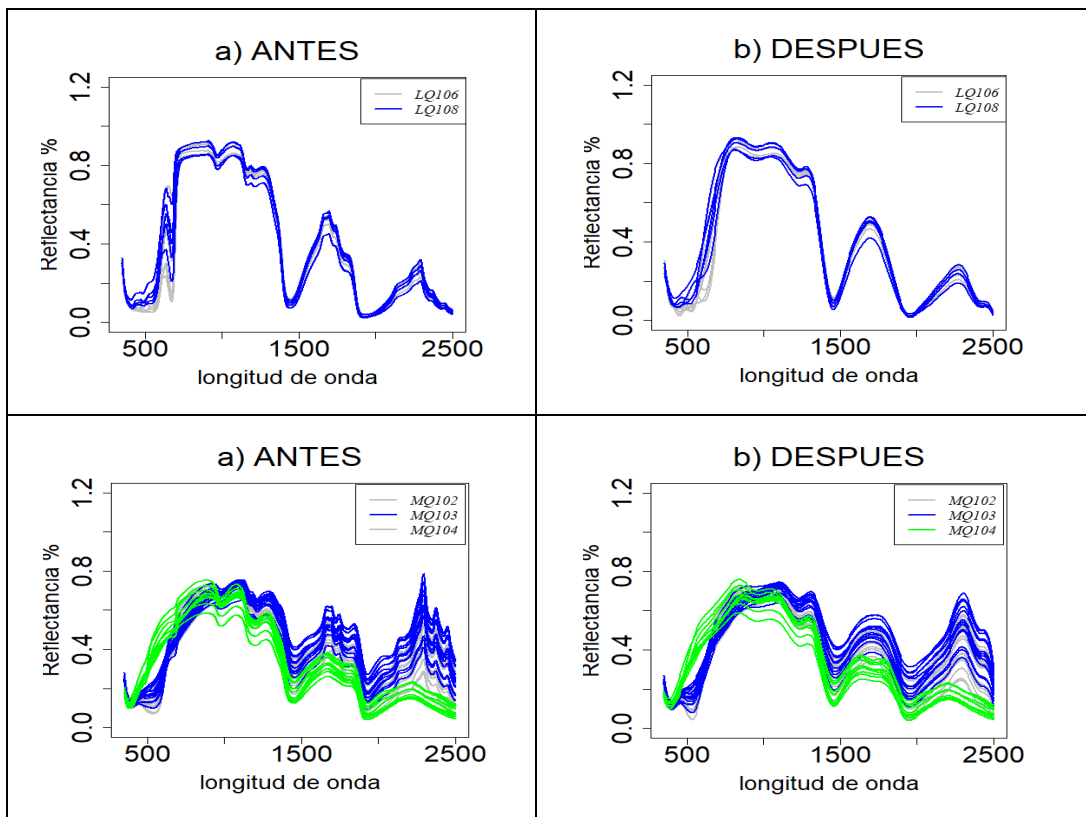 a) ANTES
LQ106
LQ108
Reflectancia %
1.2
0.8
0.4
0.0
500
1500
2500
longitud de onda
b) DESPUES
LQ106
LQ108
Reflectancia %
1.2
0.8
0.4
0.0
500
1500
2500
longitud de onda
a) ANTES
MQ102
MQ103
MQ104
Reflectancia %
1.2
0.8
0.4
0.0
500
1500
2500
longitud de onda
b) DESPUES
MQ102
MQ103
MQ104
Reflectancia %
1.2
0.8
0.4
0.0
500
1500
2500
longitud de onda